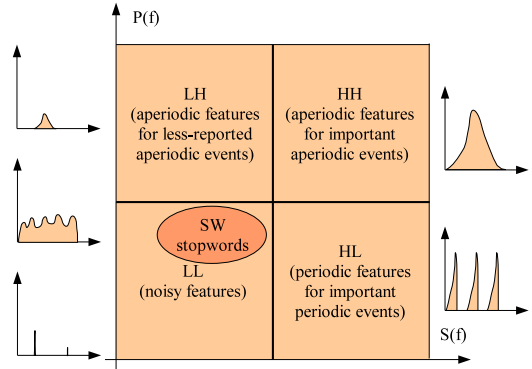 P(f)
LH
(aperiodic features
for less-reported
aperiodic events)
HH
(aperiodic features
for important
aperiodic events)
SW
stopwords
LL
(noisy features)
HL
(periodic features
for important
periodic events)
S(f)